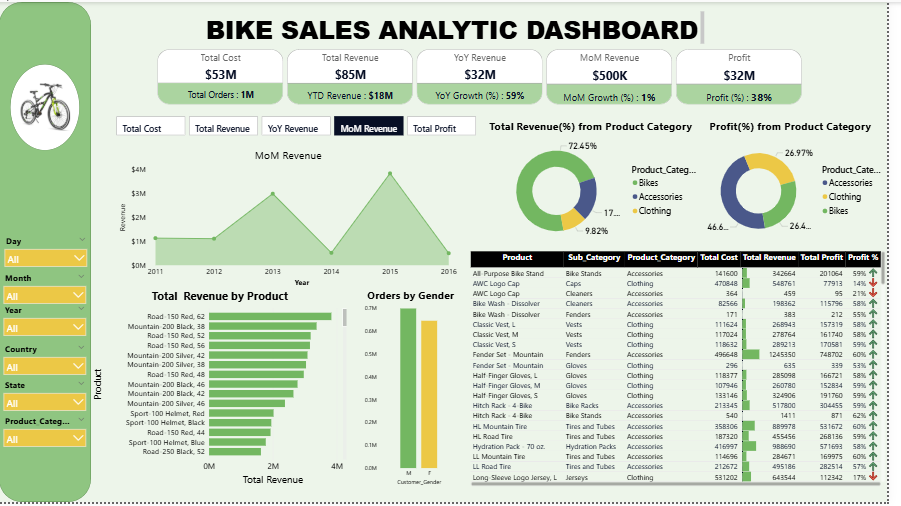 BIKE SALES ANALYTIC DASHBOARD
Total Cost
$53M
Total Orders : 1M
Total Revenue
$85M
YTD Revenue : $18M
YoY Revenue
$32M
YoY Growth (%) : 59%
MoM Revenue
$500K
MoM Growth (%) : 1%
Profit
$32M
Profit (%) : 38%
Day
All
Month
All
Year
All
Country
All
State
All
Product Categ...
All
Total Cost
Total Revenue
YoY Revenue
MoM Revenue
Total Profit
MoM Revenue
Revenue
$4M
$3M
$2M
$1M
$0M
2011 2012 2013 2014 2015 2016
Year
Total Revenue(%) from Product Category
72.45%
17...
9.82%
Product_Categ...
Bikes
Accessories
Clothing
Profit(%) from Product Category
26.97%
46.6...
26.4...
Product_Cate...
Accessories
Clothing
Bikes
Total Revenue by Product
Product
Road-150 Red, 62
Mountain-200 Black, 38
Road-150 Red, 52
Road-150 Red, 56
Mountain-200 Silver, 42
Mountain-200 Silver, 38
Road-150 Red, 48
Mountain-200 Black, 46
Mountain-200 Black, 42
Mountain-200 Silver, 46
Sport-100 Helmet, Red
Sport-100 Helmet, Black
Road-150 Red, 44
Sport-100 Helmet, Blue
Road-250 Black, 52
0M 2M 4M
Total Revenue
Orders by Gender
0.7M
0.6M
0.5M
0.4M
0.3M
0.2M
0.1M
0.0M
M F
Customer_Gender
Product Sub_Category Product_Category Total Cost Total Revenue Total Profit Profit %
All-Purpose Bike Stand Bike Stands Accessories 141600 342664 201064 59%
AWC Logo Cap Caps Clothing 470848 548761 77913 14%
AWC Logo Cap Cleaners Accessories 364 459 95 21%
Bike Wash - Dissolver Cleaners Accessories 82566 198362 115796 58%
Bike Wash - Dissolver Fenders Accessories 171 383 212 55%
Classic Vest, L Vests Clothing 111624 268943 157319 58%
Classic Vest, M Vests Clothing 117024 278764 161740 58%
Classic Vest, S Vests Clothing 118632 289213 170581 59%
Fender Set - Mountain Fenders Accessories 496648 1245350 748702 60%
Fender Set - Mountain Gloves Clothing 296 635 339 53%
Half-Finger Gloves, L Gloves Clothing 118377 285098 166721 58%
Half-Finger Gloves, M Gloves Clothing 107946 260780 152834 59%
Half-Finger Gloves, S Gloves Clothing 133146 324906 191760 59%
Hitch Rack - 4-Bike Bike Racks Accessories 213345 517800 304455 59%
Hitch Rack - 4-Bike Tires and Tubes Accessories 540 1411 871 62%
HL Mountain Tire Tires and Tubes Accessories 358306 889978 531672 60%
HL Road Tire Tires and Tubes Accessories 187320 455456 268136 59%
Hydration Pack - 70 oz. Hydration Packs Accessories 416997 988690 571693 58%
LL Mountain Tire Tires and Tubes Accessories 114696 284671 169975 60%
LL Road Tire Tires and Tubes Accessories 212672 495186 282514 57%
Long-Sleeve Logo Jersey, L Jerseys Clothing 531202 643544 112342 17%